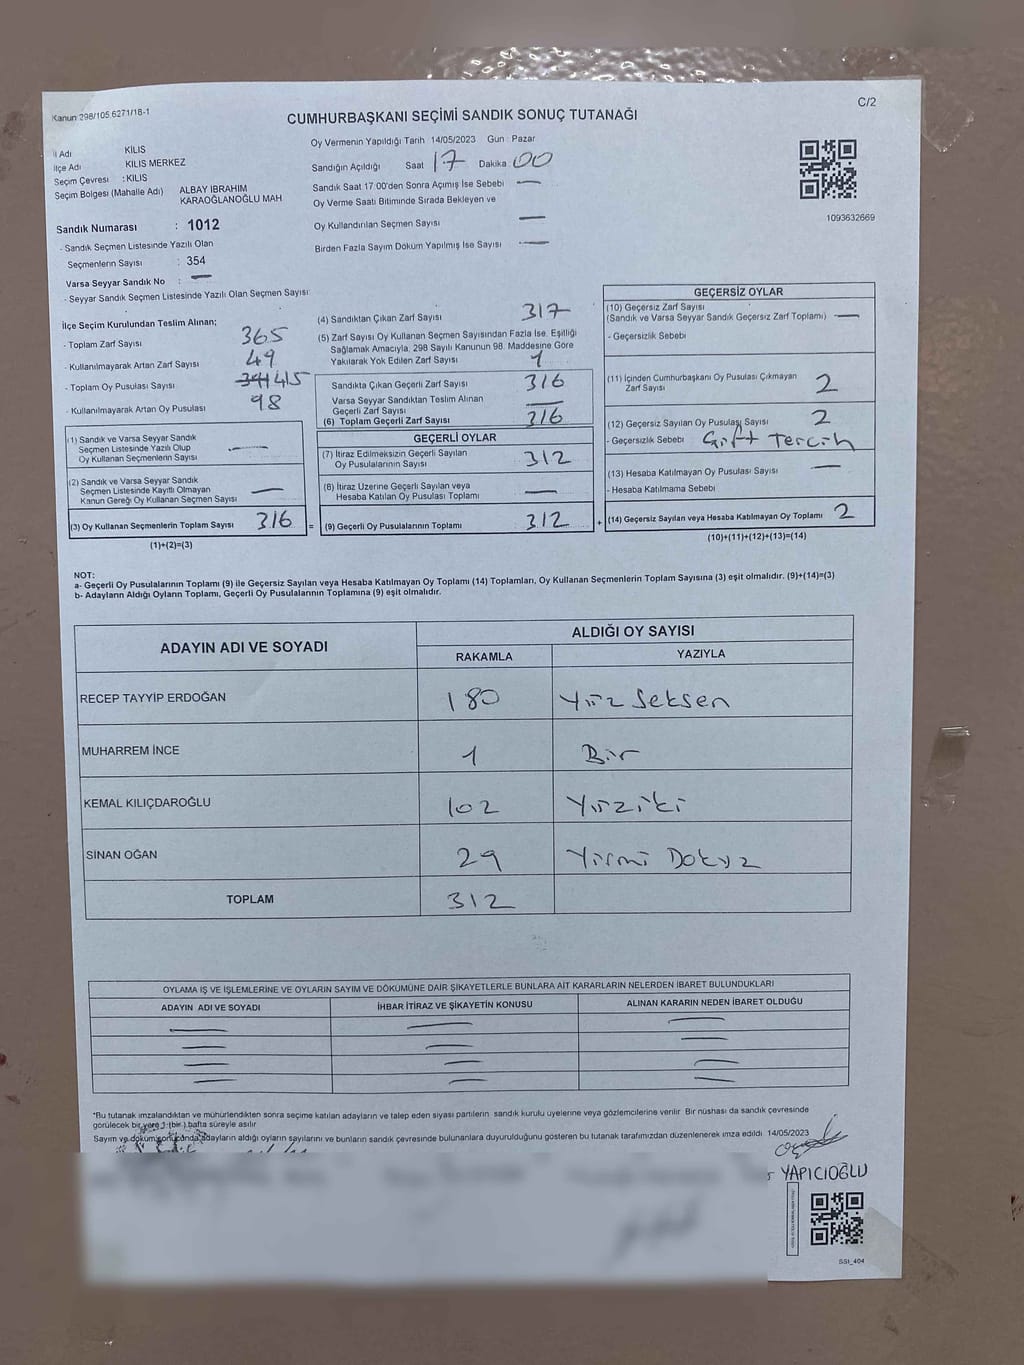 Kanun 298/105.6271/18-1
C/2
CUMHURBAŞKANI SEÇİMİ SANDIK SONUÇ TUTANAĞI
İl Adı KİLİS
İlçe Adı KİLİS MERKEZ
Seçim Çevresi : KİLİS
Seçim Bölgesi (Mahalle Adı) ALBAY İBRAHİM
KARAOĞLANOĞLU MAH
Sandık Numarası : 1012
- Sandık Seçmen Listesinde Yazılı Olan
Seçmenlerin Sayısı : 354
Varsa Seyyar Sandık No : —
- Seyyar Sandık Seçmen Listesinde Yazılı Olan Seçmen Sayısı:
Oy Vermenin Yapıldığı Tarih 14/05/2023 Gün : Pazar
Sandığın Açıldığı Saat 17 Dakika 00
Sandık Saat 17:00'den Sonra Açımış İse Sebebi —
Oy Verme Saati Bitiminde Sırada Bekleyen ve
Oy Kullandırılan Seçmen Sayısı —
Birden Fazla Sayım Döküm Yapılmış İse Sayısı —
1093632669
İlçe Seçim Kurulundan Teslim Alınan;
- Toplam Zarf Sayısı 365
- Kullanılmayarak Artan Zarf Sayısı 49
- Toplam Oy Pusulası Sayısı 415
- Kullanılmayarak Artan Oy Pusulası 98
(1) Sandık ve Varsa Seyyar Sandık
Seçmen Listesinde Yazılı Olup
Oy Kullanan Seçmenlerin Sayısı —
(2) Sandık ve Varsa Seyyar Sandık
Seçmen Listesinde Kayıtlı Olmayan
Kanun Gereği Oy Kullanan Seçmen Sayısı —
(3) Oy Kullanan Seçmenlerin Toplam Sayısı 316 =
(1)+(2)=(3)
(4) Sandıktan Çıkan Zarf Sayısı 317
(5) Zarf Sayısı Oy Kullanan Seçmen Sayısından Fazla İse, Eşitliği
Sağlamak Amacıyla, 298 Sayılı Kanunun 98. Maddesine Göre
Yakılarak Yok Edilen Zarf Sayısı 1
Sandıkta Çıkan Geçerli Zarf Sayısı 316
Varsa Seyyar Sandıktan Teslim Alınan
Geçerli Zarf Sayısı —
(6) Toplam Geçerli Zarf Sayısı 316
GEÇERLİ OYLAR
(7) İtiraz Edilmeksizin Geçerli Sayılan
Oy Pusulalarının Sayısı 312
(8) İtiraz Üzerine Geçerli Sayılan veya
Hesaba Katılan Oy Pusulası Toplamı —
(9) Geçerli Oy Pusulalarının Toplamı 312 +
GEÇERSİZ OYLAR
(10) Geçersiz Zarf Sayısı
(Sandık ve Varsa Seyyar Sandık Geçersiz Zarf Toplamı) —
- Geçersizlik Sebebi
(11) İçinden Cumhurbaşkanı Oy Pusulası Çıkmayan
Zarf Sayısı 2
(12) Geçersiz Sayılan Oy Pusulası Sayısı 2
- Geçersizlik Sebebi Çift Tercih
(13) Hesaba Katılmayan Oy Pusulası Sayısı —
- Hesaba Katılmama Sebebi
(14) Geçersiz Sayılan veya Hesaba Katılmayan Oy Toplamı 2
(10)+(11)+(12)+(13)=(14)
NOT:
a- Geçerli Oy Pusulalarının Toplamı (9) ile Geçersiz Sayılan veya Hesaba Katılmayan Oy Toplamı (14) Toplamları, Oy Kullanan Seçmenlerin Toplam Sayısına (3) eşit olmalıdır. (9)+(14)=(3)
b- Adayların Aldığı Oyların Toplamı, Geçerli Oy Pusulalarının Toplamına (9) eşit olmalıdır.
ADAYIN ADI VE SOYADI ALDIĞI OY SAYISI
RAKAMLA YAZIYLA
RECEP TAYYİP ERDOĞAN 180 Yüz Seksen
MUHARREM İNCE 1 Bir
KEMAL KILIÇDAROĞLU 102 Yüziki
SİNAN OĞAN 29 Yirmi Dokuz
TOPLAM 312
OYLAMA İŞ VE İŞLEMLERİNE VE OYLARIN SAYIM VE DÖKÜMÜNE DAİR ŞİKAYETLERLE BUNLARA AİT KARARLARIN NELERDEN İBARET BULUNDUKLARI
ADAYIN ADI VE SOYADI İHBAR İTİRAZ VE ŞİKAYETİN KONUSU ALINAN KARARIN NEDEN İBARET OLDUĞU
*Bu tutanak imzalandıktan ve mühürlendikten sonra seçime katılan adayların ve talep eden siyasi partilerin sandık kurulu üyelerine veya gözlemcilerine verilir. Bir nüshası da sandık çevresinde
görülecek bir yere 1 (bir ) hafta süreyle asılır
Sayım ve döküm sonucunda adayların aldığı oyların sayılarını ve bunların sandık çevresinde bulunanlara duyurulduğunu gösteren bu tutanak tarafımızdan düzenlenerek imza edildi 14/05/2023
YAPICIOĞLU
SSI_404